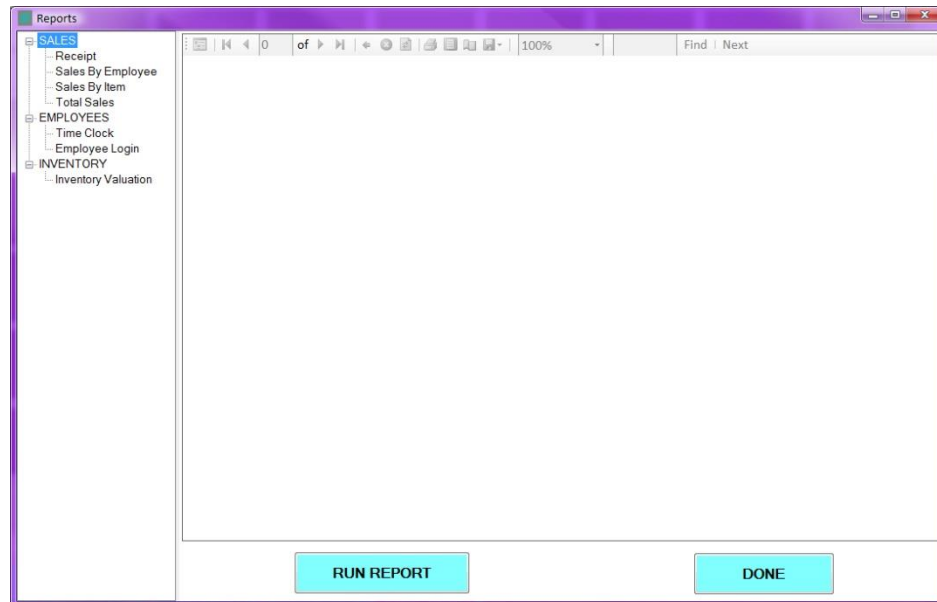 Reports
SALES
Receipt
Sales By Employee
Sales By Item
Total Sales
EMPLOYEES
Time Clock
Employee Login
INVENTORY
Inventory Valuation
0 of 100% Find | Next
RUN REPORT
DONE